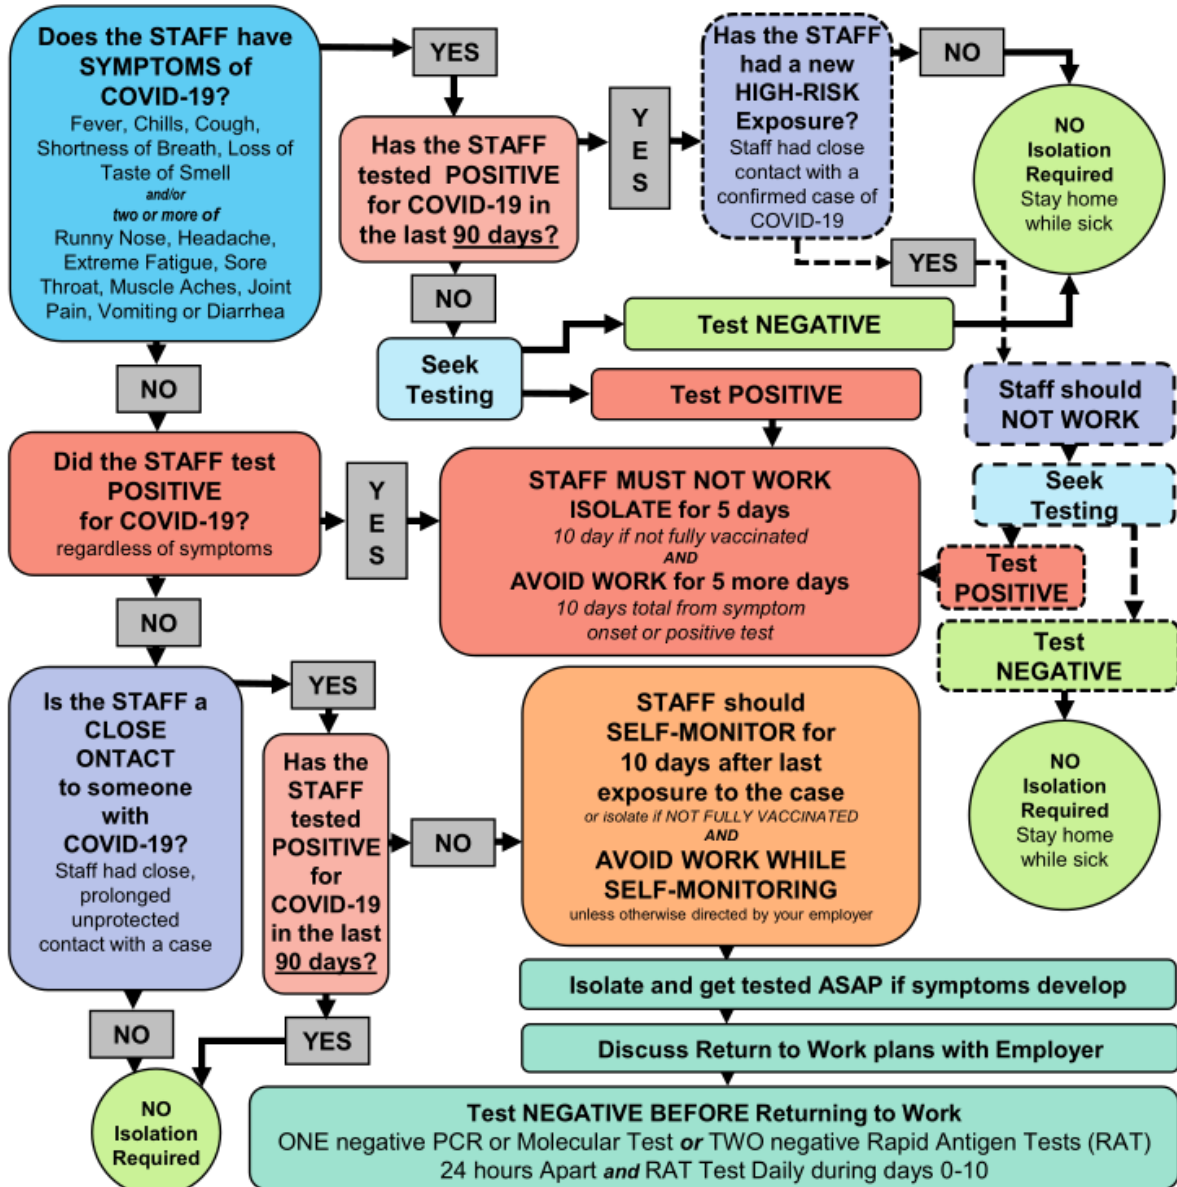 Does the STAFF have
SYMPTOMS of
COVID-19?
Fever, Chills, Cough,
Shortness of Breath, Loss of
Taste of Smell
and/or
two or more of
Runny Nose, Headache,
Extreme Fatigue, Sore
Throat, Muscle Aches, Joint
Pain, Vomiting or Diarrhea
YES
Has the STAFF
tested POSITIVE
for COVID-19 in
the last 90 days?
Y
E
S
Has the STAFF
had a new
HIGH-RISK
Exposure?
Staff had close
contact with a
confirmed case of
COVID-19
NO
NO
Isolation
Required
Stay home
while sick
YES
NO
Seek
Testing
Test NEGATIVE
Test POSITIVE
Staff should
NOT WORK
Seek
Testing
Test
POSITIVE
Test
NEGATIVE
NO
Isolation
Required
Stay home
while sick
NO
Did the STAFF test
POSITIVE
for COVID-19?
regardless of symptoms
Y
E
S
STAFF MUST NOT WORK
ISOLATE for 5 days
10 day if not fully vaccinated
AND
AVOID WORK for 5 more days
10 days total from symptom
onset or positive test
NO
Is the STAFF a
CLOSE
ONTACT
to someone
with
COVID-19?
Staff had close,
prolonged
unprotected
contact with a case
YES
Has the
STAFF
tested
POSITIVE
for
COVID-19
in the last
90 days?
NO
STAFF should
SELF-MONITOR for
10 days after last
exposure to the case
or isolate if NOT FULLY VACCINATED
AND
AVOID WORK WHILE
SELF-MONITORING
unless otherwise directed by your employer
NO
YES
NO
Isolation
Required
Isolate and get tested ASAP if symptoms develop
Discuss Return to Work plans with Employer
Test NEGATIVE BEFORE Returning to Work
ONE negative PCR or Molecular Test or TWO negative Rapid Antigen Tests (RAT)
24 hours Apart and RAT Test Daily during days 0-10